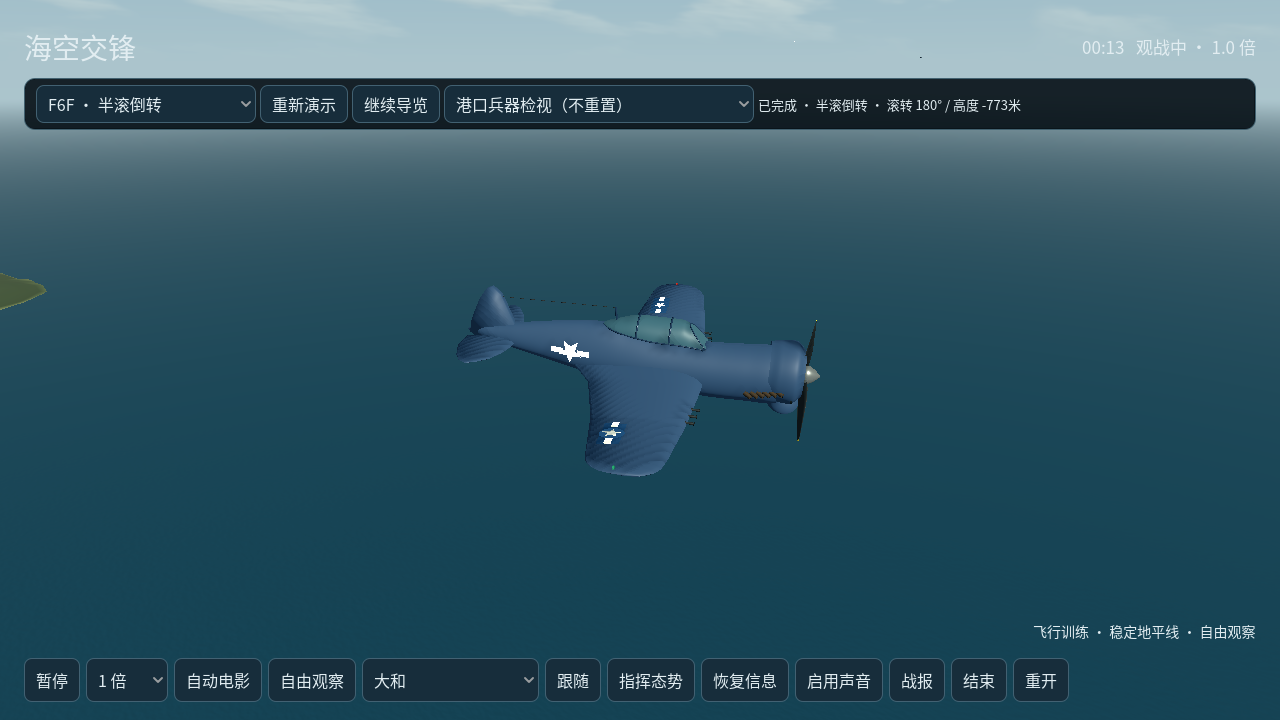 海空交锋
00:13 观战中 · 1.0 倍
F6F · 半滚倒转
重新演示
继续导览
港口兵器检视（不重置）
已完成 · 半滚倒转 · 滚转 180° / 高度 -773米
飞行训练 · 稳定地平线 · 自由观察
暂停
1 倍
自动电影
自由观察
大和
跟随
指挥态势
恢复信息
启用声音
战报
结束
重开